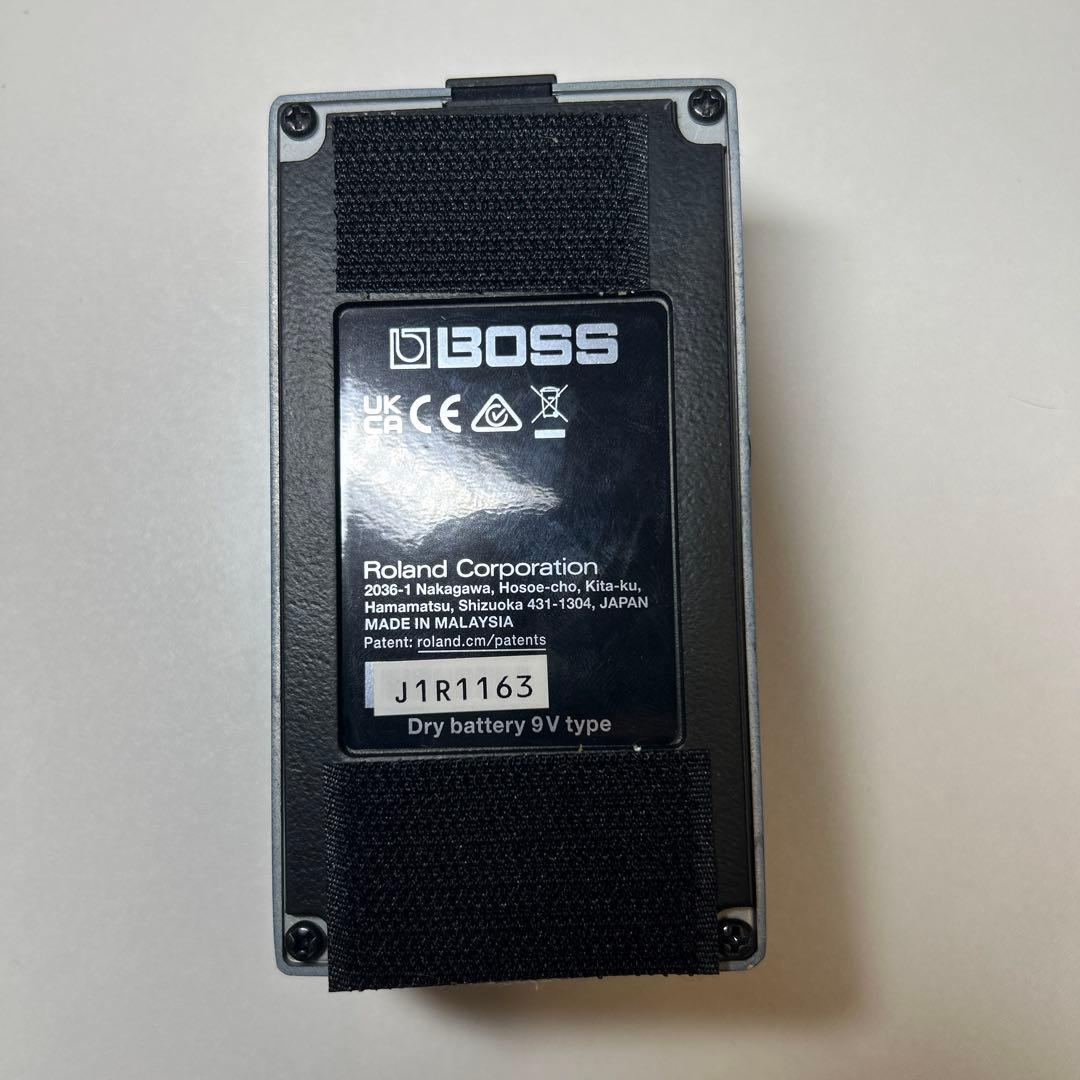 BOSS
UK
CA CE
Roland Corporation
2036-1 Nakagawa, Hosoe-cho, Kita-ku,
Hamamatsu, Shizuoka 431-1304, JAPAN
MADE IN MALAYSIA
Patent: roland.cm/patents
J1R1163
Dry battery 9V type